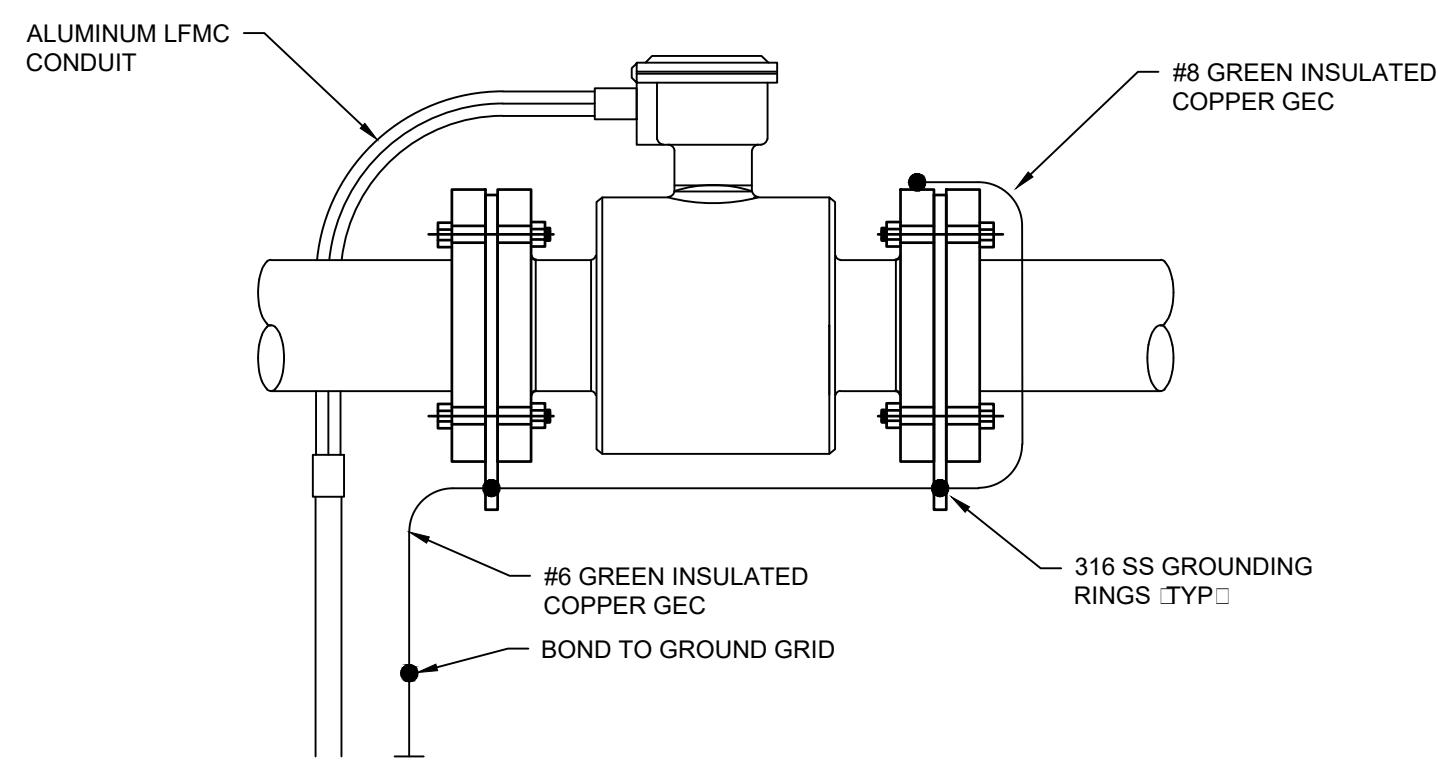 ALUMINUM LFMC
CONDUIT
#8 GREEN INSULATED
COPPER GEC
#6 GREEN INSULATED
COPPER GEC
316 SS GROUNDING
RINGS □TYP□
BOND TO GROUND GRID